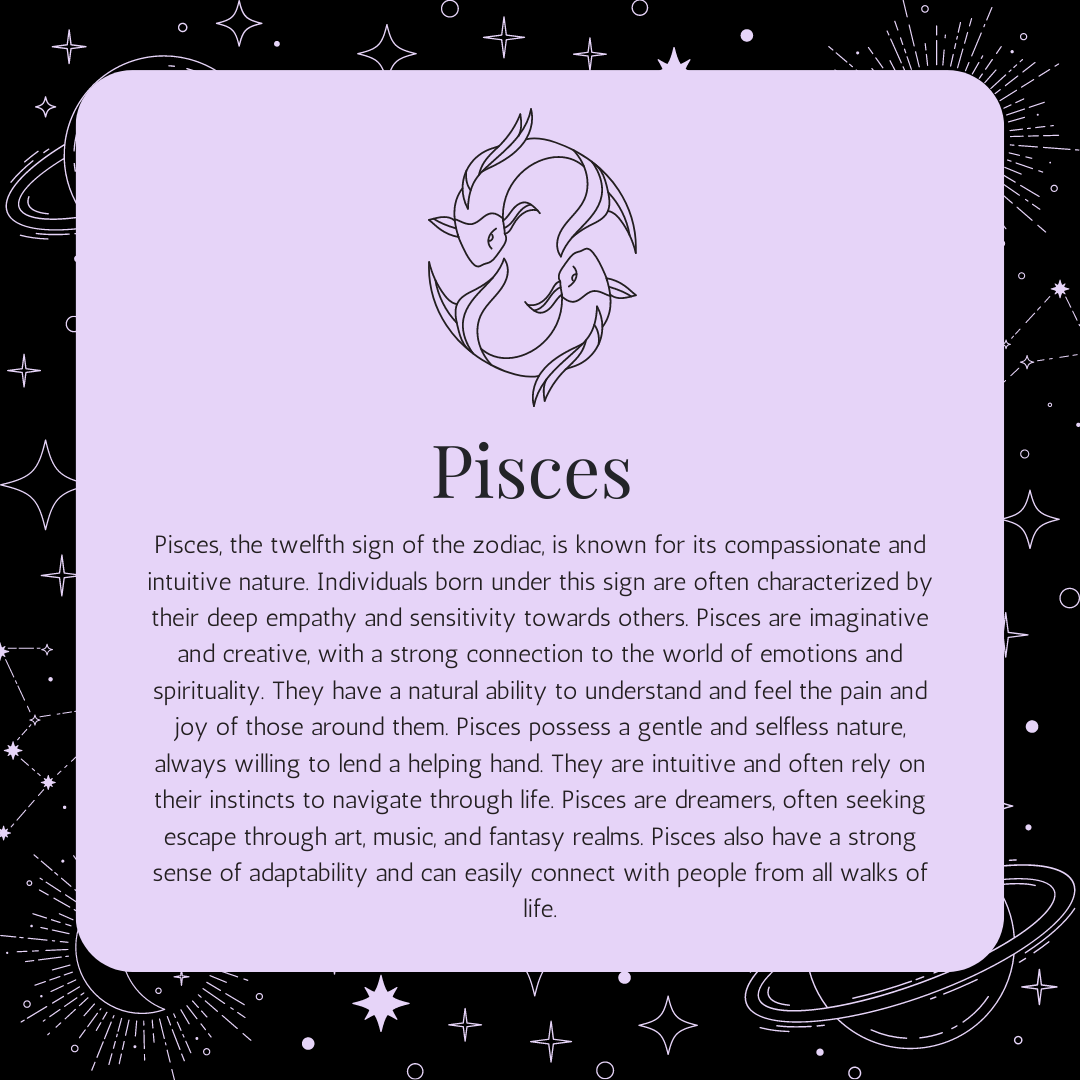 Pisces
Pisces, the twelfth sign of the zodiac, is known for its compassionate and
intuitive nature. Individuals born under this sign are often characterized by
their deep empathy and sensitivity towards others. Pisces are imaginative
and creative, with a strong connection to the world of emotions and
spirituality. They have a natural ability to understand and feel the pain and
joy of those around them. Pisces possess a gentle and selfless nature,
always willing to lend a helping hand. They are intuitive and often rely on
their instincts to navigate through life. Pisces are dreamers, often seeking
escape through art, music, and fantasy realms. Pisces also have a strong
sense of adaptability and can easily connect with people from all walks of
life.